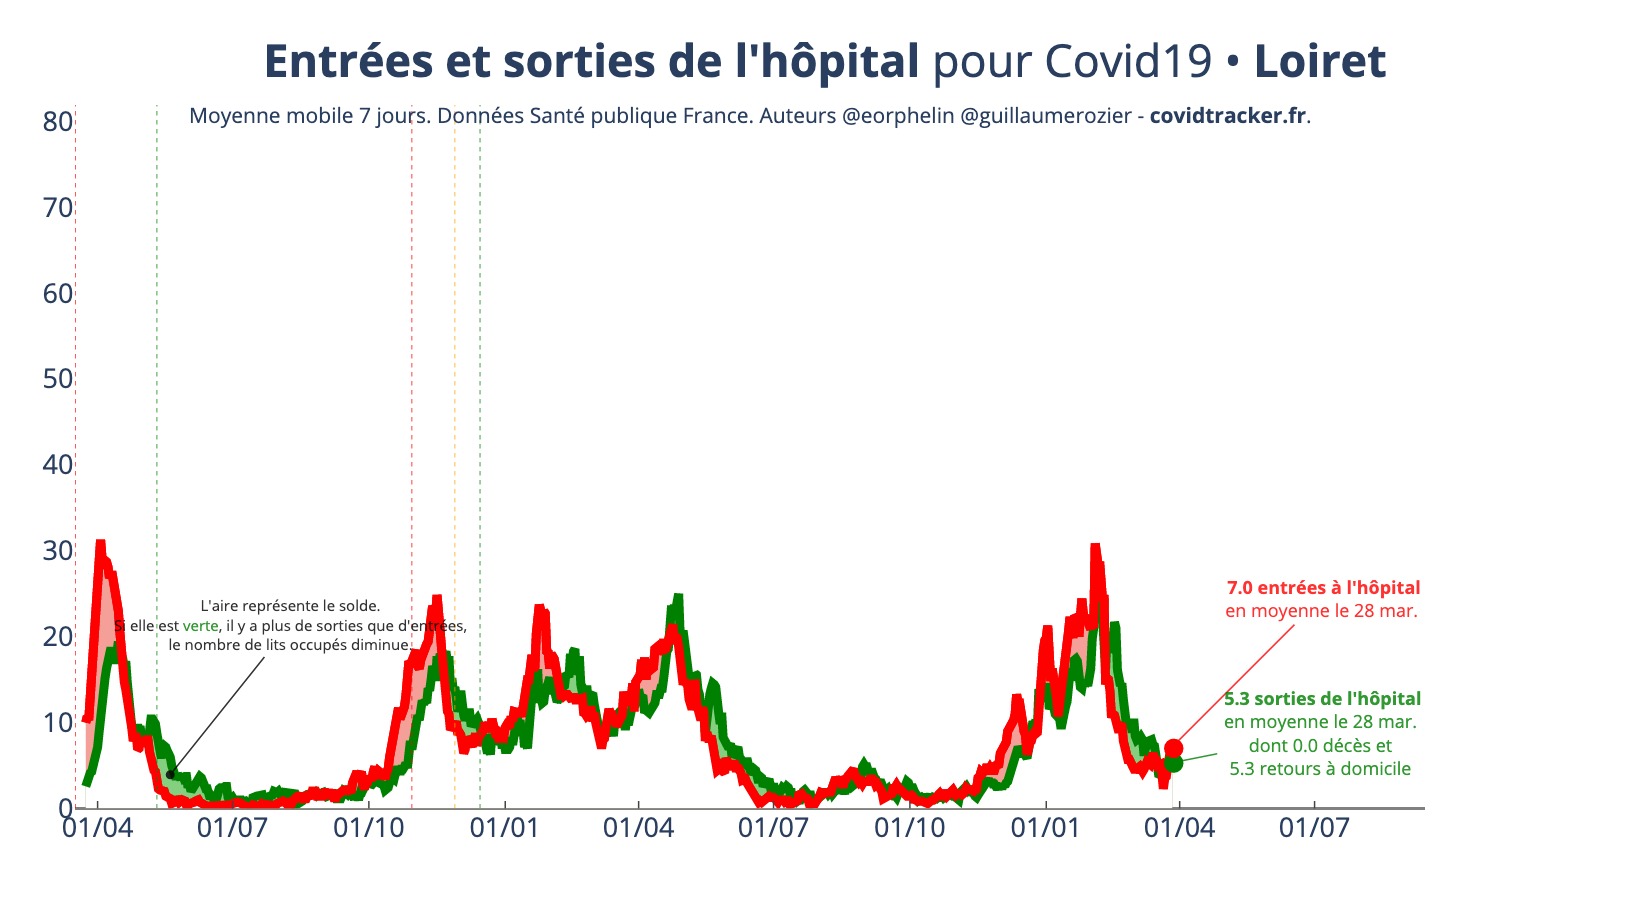 Entrées et sorties de l'hôpital pour Covid19 • Loiret
Moyenne mobile 7 jours. Données Santé publique France. Auteurs @eorphelin @guillaumerozier - covidtracker.fr.
80
70
60
50
40
30
20
10
0
L'aire représente le solde.
Si elle est verte, il y a plus de sorties que d'entrées,
le nombre de lits occupés diminue.
7.0 entrées à l'hôpital
en moyenne le 28 mar.
5.3 sorties de l'hôpital
en moyenne le 28 mar.
dont 0.0 décès et
5.3 retours à domicile
01/04 01/07 01/10 01/01 01/04 01/07 01/10 01/01 01/04 01/07